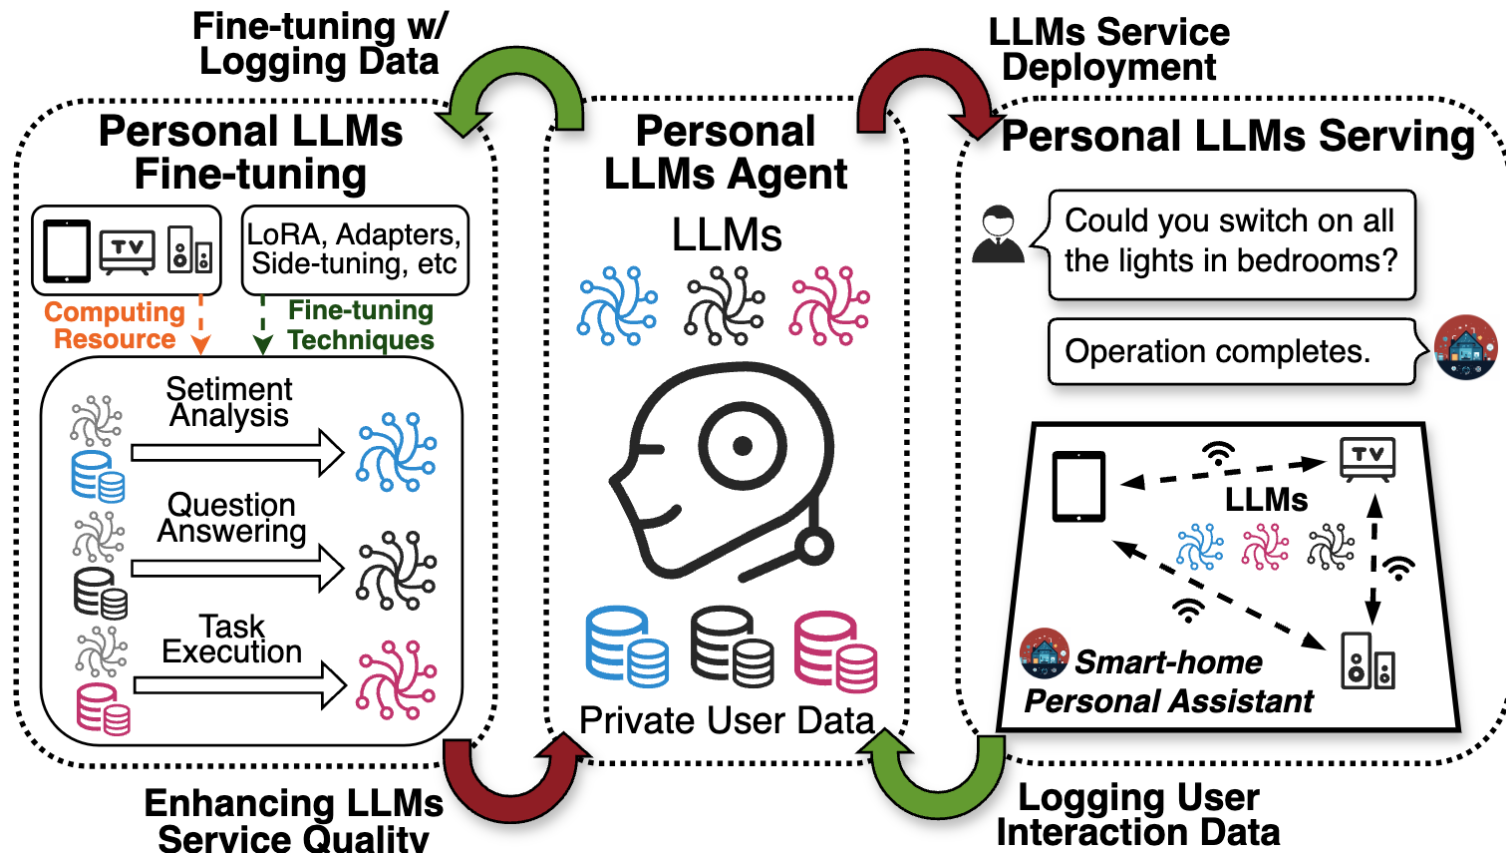 Fine-tuning w/
Logging Data
LLMs Service
Deployment
Personal LLMs
Fine-tuning
TV
LoRA, Adapters,
Side-tuning, etc
Computing
Resource
Fine-tuning
Techniques
Setiment
Analysis
Question
Answering
Task
Execution
Enhancing LLMs
Service Quality
Personal
LLMs Agent
LLMs
Private User Data
Personal LLMs Serving
Could you switch on all
the lights in bedrooms?
Operation completes.
TV
LLMs
Smart-home
Personal Assistant
Logging User
Interaction Data